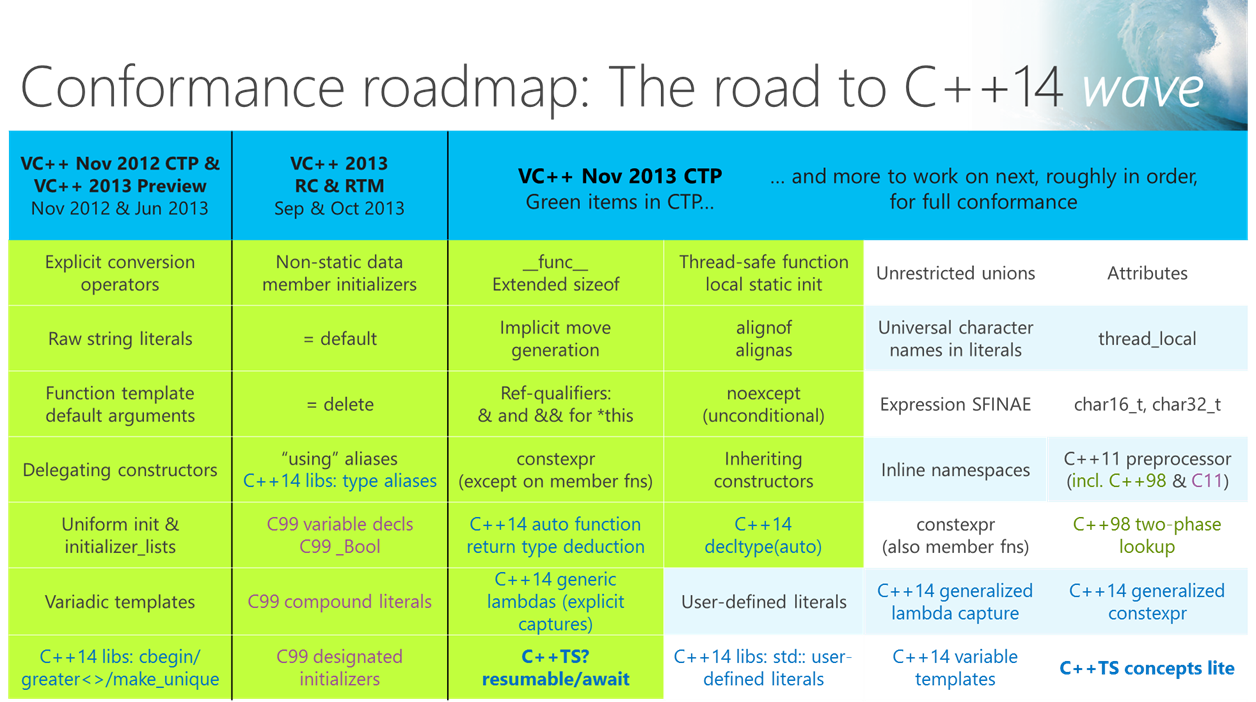 Conformance roadmap: The road to C++14 wave
VC++ Nov 2012 CTP &
VC++ 2013 Preview
Nov 2012 & Jun 2013
VC++ 2013
RC & RTM
Sep & Oct 2013
VC++ Nov 2013 CTP
Green items in CTP...
... and more to work on next, roughly in order,
for full conformance
Explicit conversion
operators
Non-static data
member initializers
__func__
Extended sizeof
Thread-safe function
local static init
Unrestricted unions
Attributes
Raw string literals
= default
Implicit move
generation
alignof
alignas
Universal character
names in literals
thread_local
Function template
default arguments
= delete
Ref-qualifiers:
& and && for *this
noexcept
(unconditional)
Expression SFINAE
char16_t, char32_t
Delegating constructors
“using” aliases
C++14 libs: type aliases
constexpr
(except on member fns)
Inheriting
constructors
Inline namespaces
C++11 preprocessor
(incl. C++98 & C11)
Uniform init &
initializer_lists
C99 variable decls
C99 _Bool
C++14 auto function
return type deduction
C++14
decltype(auto)
constexpr
(also member fns)
C++98 two-phase
lookup
Variadic templates
C99 compound literals
C++14 generic
lambdas (explicit
captures)
User-defined literals
C++14 generalized
lambda capture
C++14 generalized
constexpr
C++14 libs: cbegin/
greater<>/make_unique
C99 designated
initializers
C++TS?
resumable/await
C++14 libs: std:: user-
defined literals
C++14 variable
templates
C++TS concepts lite